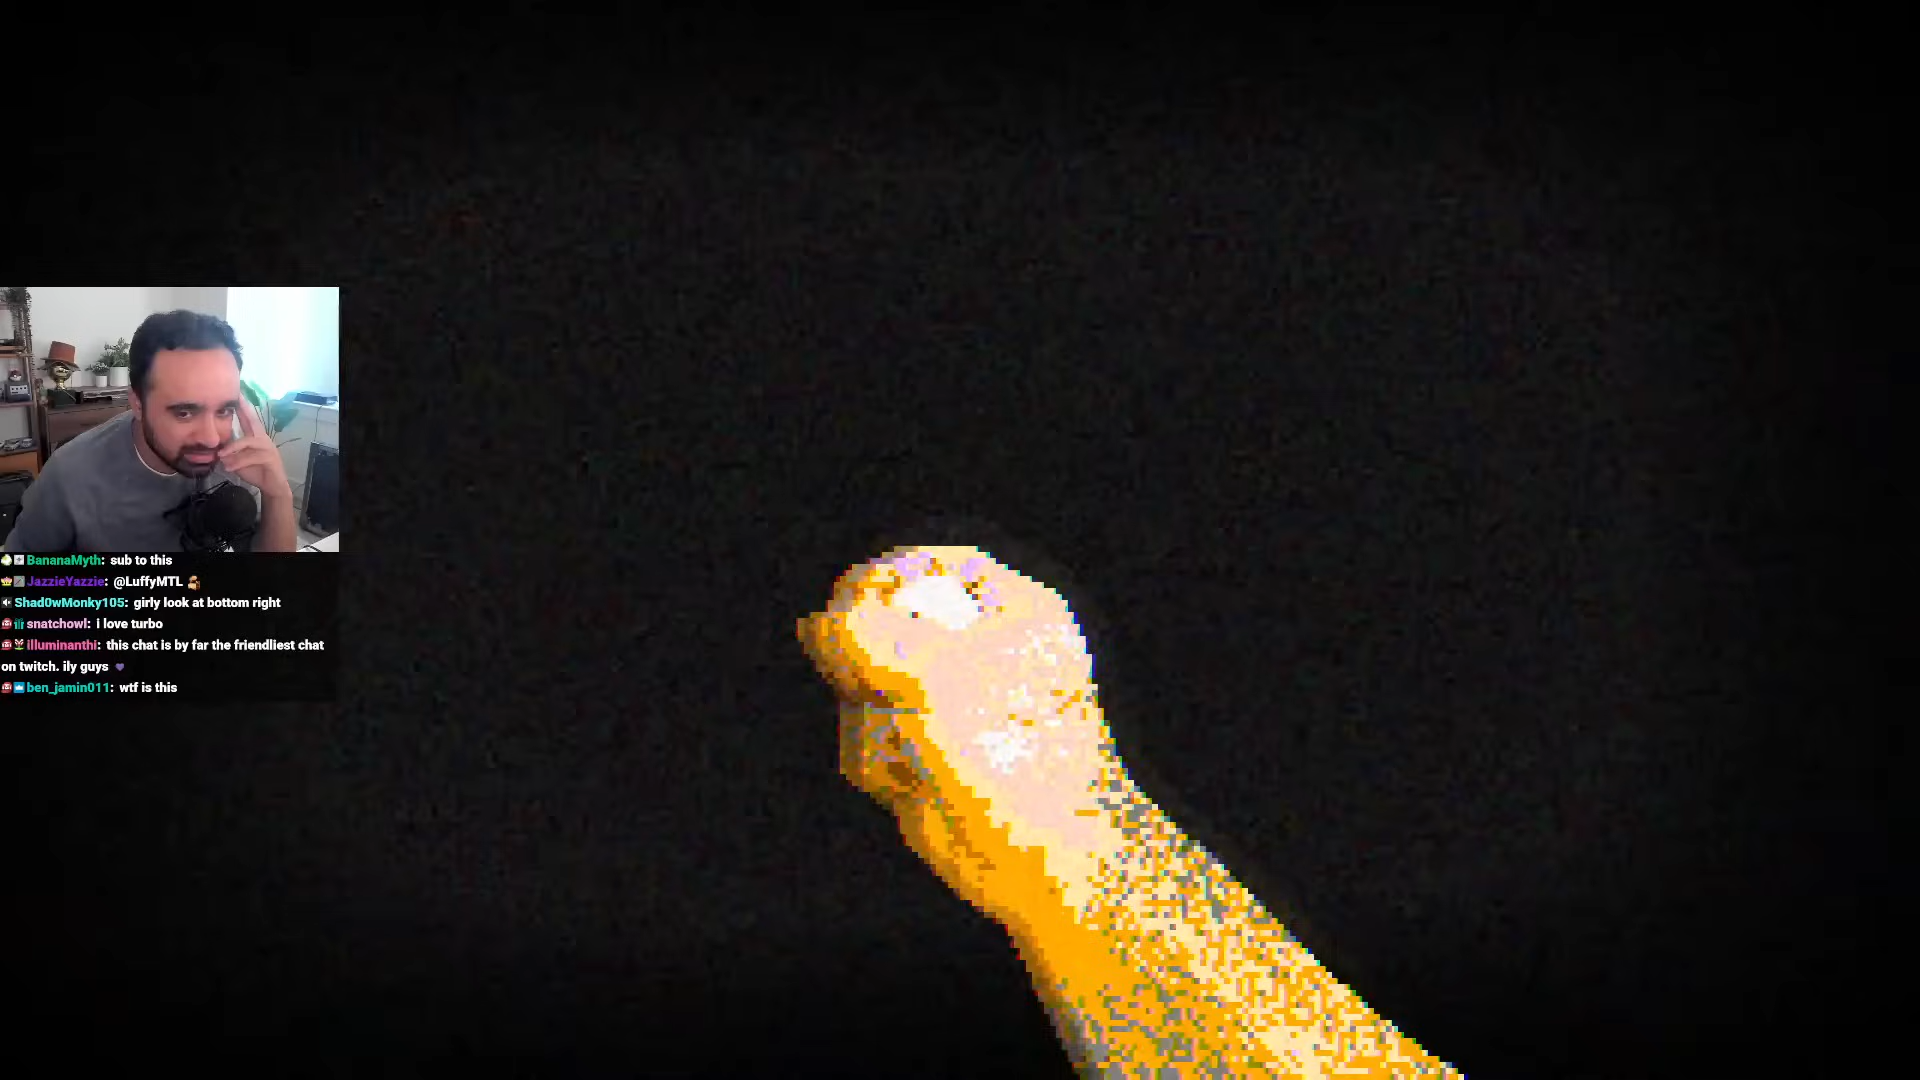 BananaMyth: sub to this
JazzieYazzie: @LuffyMTL
Shad0wMonky105: girly look at bottom right
snatchowl: i love turbo
illuminanthi: this chat is by far the friendliest chat
on twitch. ily guys
ben_jamin011: wtf is this